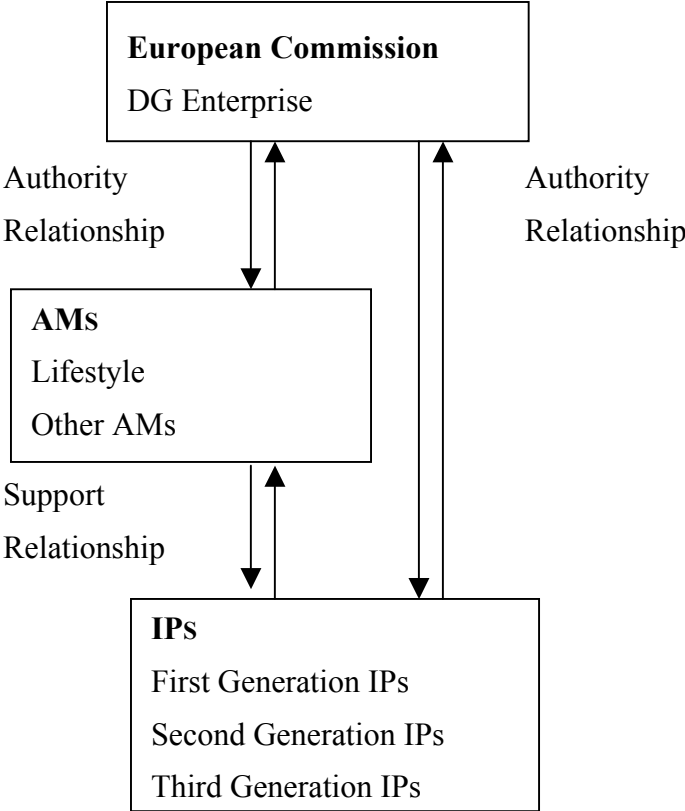 European Commission
DG Enterprise
Authority
Relationship
Authority
Relationship
AMs
Lifestyle
Other AMs
Support
Relationship
IPs
First Generation IPs
Second Generation IPs
Third Generation IPs